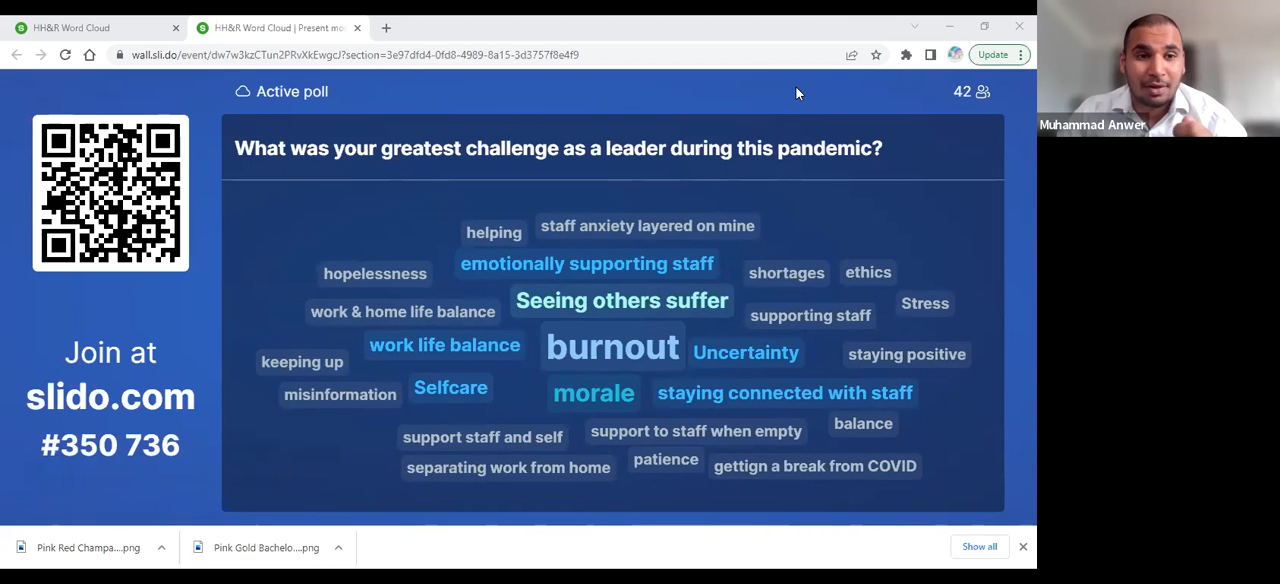 HH&R Word Cloud
HH&R Word Cloud | Present mo
wall.sli.do/event/dw7w3kzCTun2PRvXkEwgcJ?section=3e97dfd4-0fd8-4989-8a15-3d3757f8e4f9
Update
Active poll
42
Muhammad Anwer
What was your greatest challenge as a leader during this pandemic?
helping
staff anxiety layered on mine
hopelessness
emotionally supporting staff
shortages
ethics
work & home life balance
Seeing others suffer
supporting staff
Stress
keeping up
work life balance
burnout
Uncertainty
staying positive
misinformation
Selfcare
morale
staying connected with staff
support staff and self
support to staff when empty
balance
separating work from home
patience
gettign a break from COVID
Join at
slido.com
#350 736
Pink Red Champa....png
Pink Gold Bachelo....png
Show all